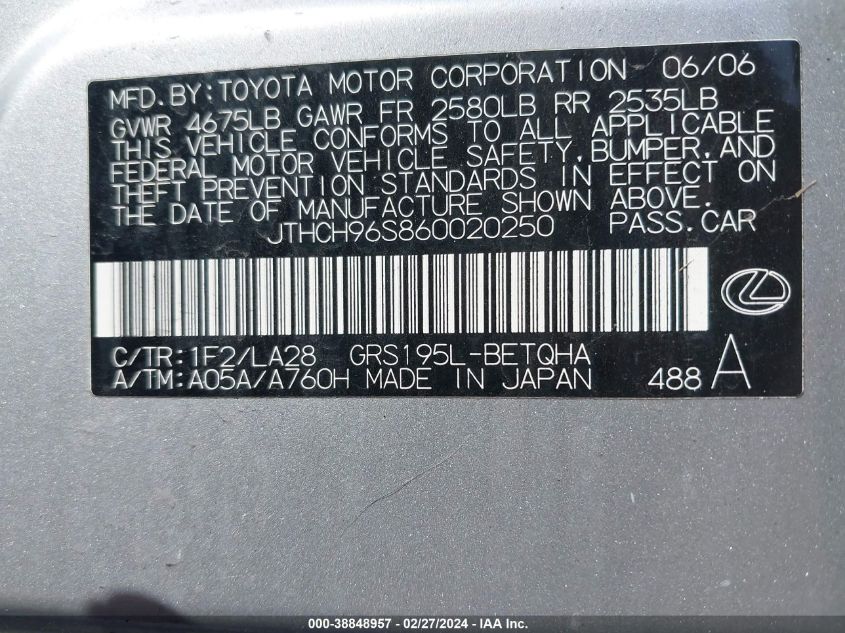 MFD.BY:TOYOTA MOTOR CORPORATION 06/06
GVWR 4675LB GAWR FR 2580LB RR 2535LB
THIS VEHICLE CONFORMS TO ALL APPLICABLE
FEDERAL MOTOR VEHICLE SAFETY,BUMPER,AND
THEFT PREVENTION STANDARDS IN EFFECT ON
THE DATE OF MANUFACTURE SHOWN ABOVE.
JTHCH96S860020250 PASS.CAR
C/TR:1F2/LA28 GRS195L-BETQHA
A/TM:A05A/A760H MADE IN JAPAN 488 A
000-38848957 - 02/27/2024 - IAA Inc.